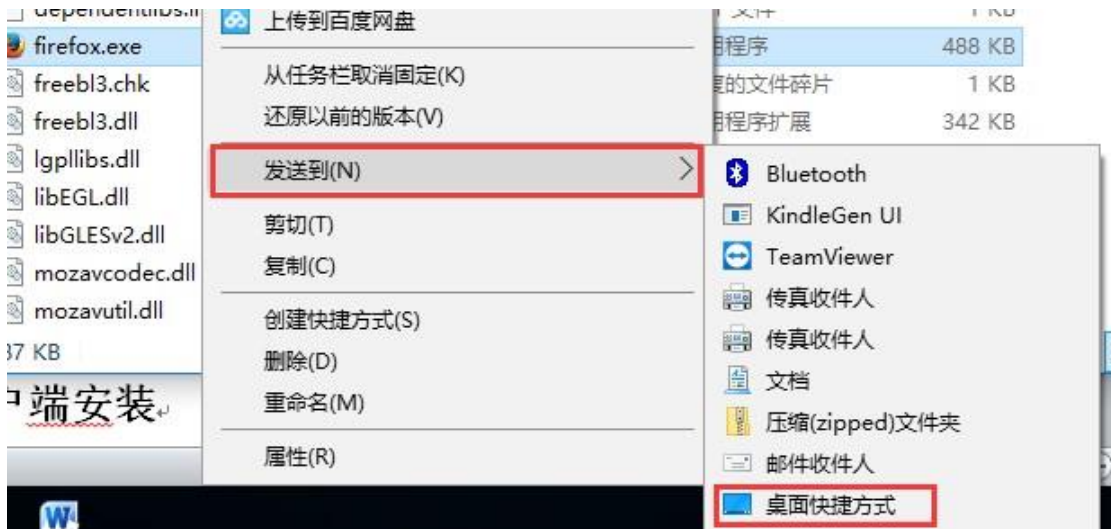 dependentlibs.li
firefox.exe
freebl3.chk
freebl3.dll
lgpllibs.dll
libEGL.dll
libGLESv2.dll
mozavcodec.dll
mozavutil.dll
37 KB
端安装
上传到百度网盘
从任务栏取消固定(K)
还原以前的版本(V)
发送到(N)
剪切(T)
复制(C)
创建快捷方式(S)
删除(D)
重命名(M)
属性(R)
文件 1 KB
程序 488 KB
的文件碎片 1 KB
程序扩展 342 KB
Bluetooth
KindleGen UI
TeamViewer
传真收件人
传真收件人
文档
压缩(zipped)文件夹
邮件收件人
桌面快捷方式
W